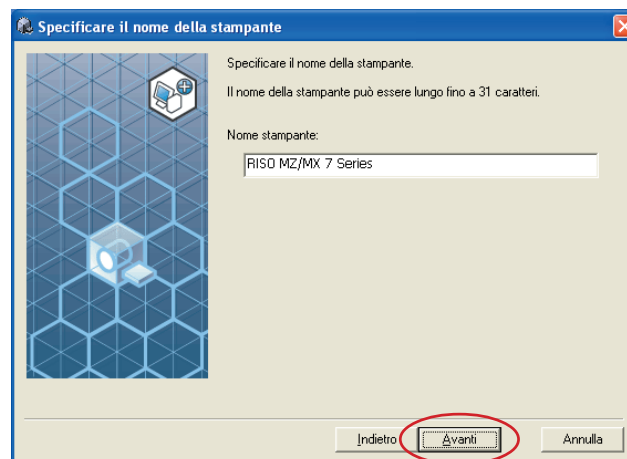 Specificare il nome della stampante
Specificare il nome della stampante.
Il nome della stampante può essere lungo fino a 31 caratteri.
Nome stampante:
RISO MZ/MX 7 Series
Indietro
Avanti
Annulla